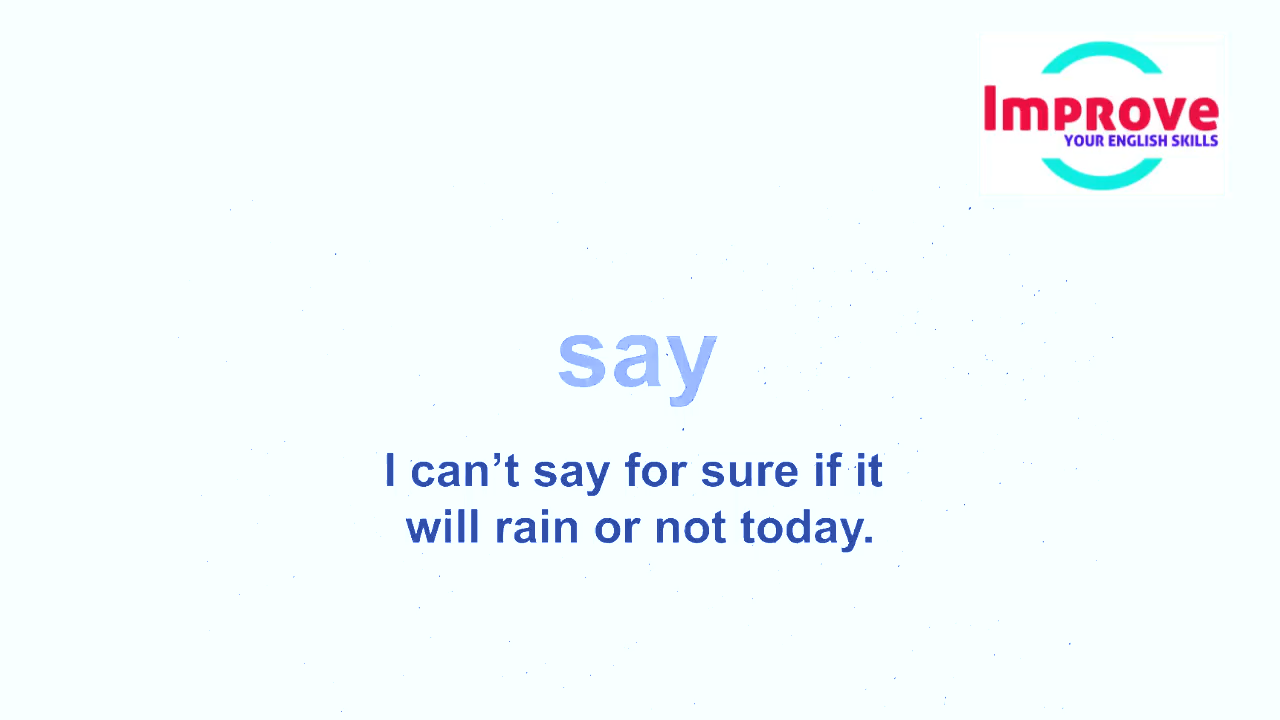 Improve
YOUR ENGLISH SKILLS
say
I can’t say for sure if it
will rain or not today.